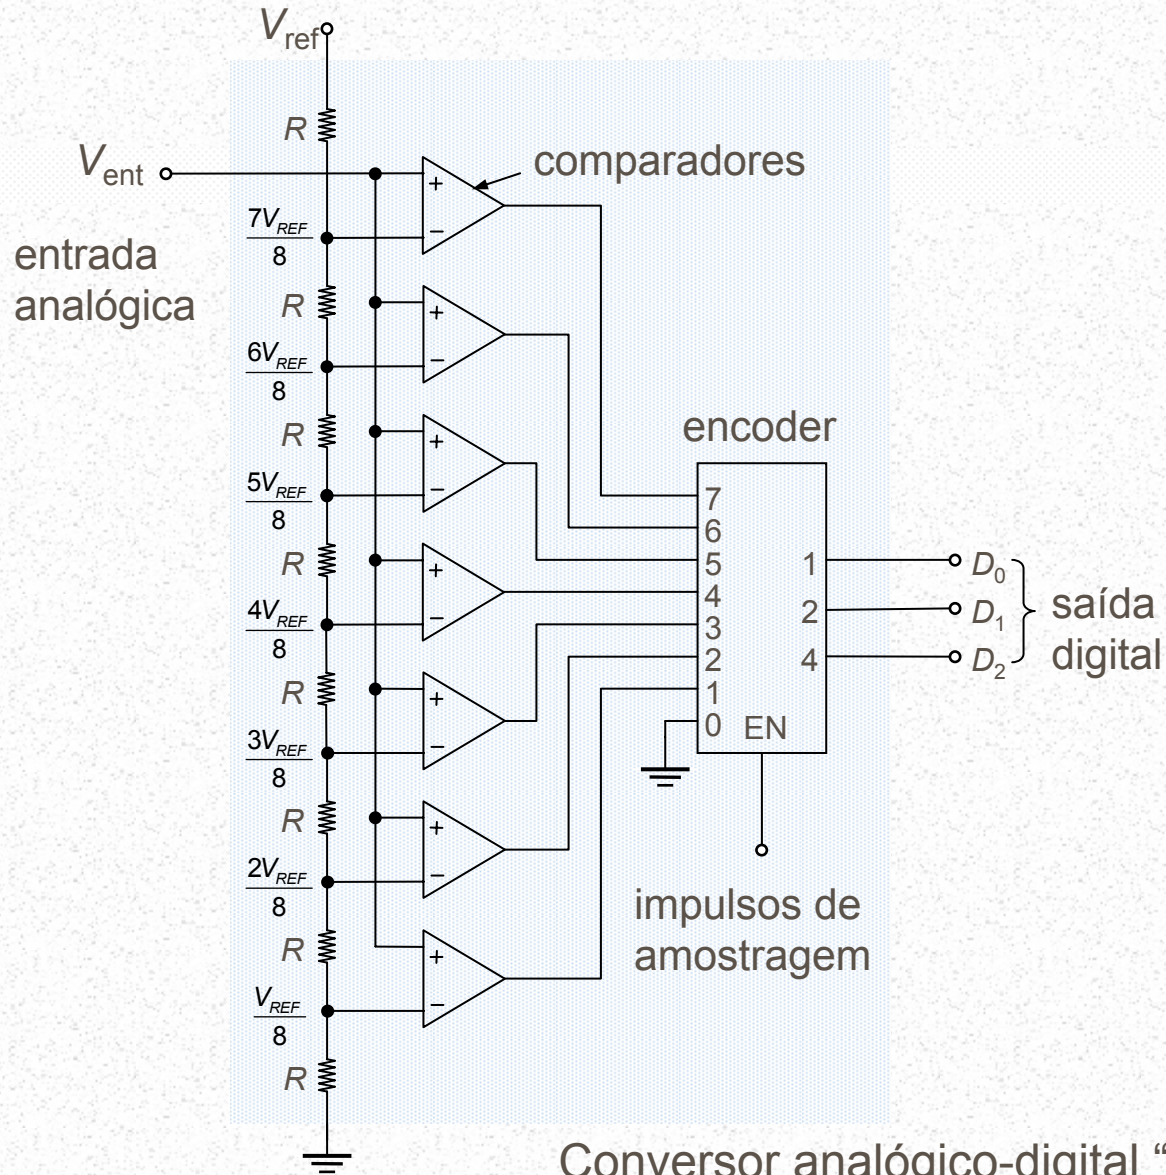 V_ref
R
V_ent
comparadores
+
−
7V_REF/8
entrada
analógica
R
+
−
6V_REF/8
R
+
−
encoder
5V_REF/8
7
6
R
+
−
5
1
D_0
4
4V_REF/8
3
2
D_1
saída
digital
2
4
D_2
R
+
−
1
0
EN
3V_REF/8
R
+
−
2V_REF/8
impulsos de
amostragem
R
+
−
V_REF/8
R
Conversor analógico-digital “